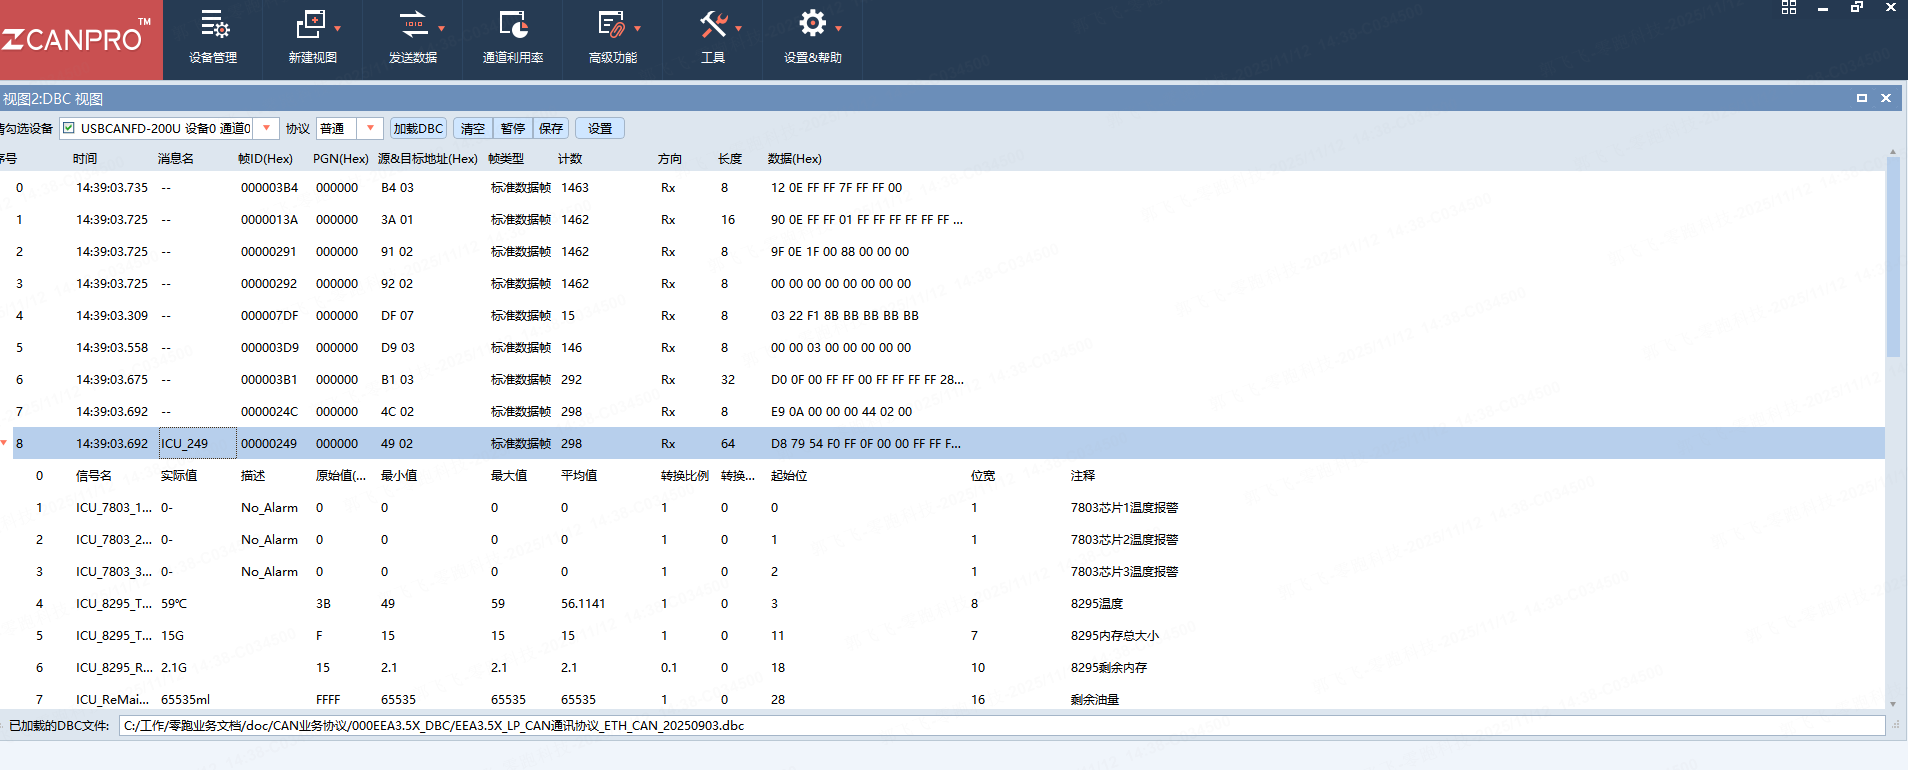 ZCANPRO™
设备管理
新建视图
发送数据
通道利用率
高级功能
工具
设置&帮助
视图2:DBC 视图
请勾选设备 USBCANFD-200U 设备0 通道0 协议 普通 加载DBC 清空 暂停 保存 设置
序号 时间 消息名 帧ID(Hex) PGN(Hex) 源&目标地址(Hex) 帧类型 计数 方向 长度 数据(Hex)
0 14:39:03.735 -- 000003B4 000000 B4 03 标准数据帧 1463 Rx 8 12 0E FF FF 7F FF FF 00
1 14:39:03.725 -- 0000013A 000000 3A 01 标准数据帧 1462 Rx 16 90 0E FF FF 01 FF FF FF FF FF FF ...
2 14:39:03.725 -- 00000291 000000 91 02 标准数据帧 1462 Rx 8 9F 0E 1F 00 88 00 00 00
3 14:39:03.725 -- 00000292 000000 92 02 标准数据帧 1462 Rx 8 00 00 00 00 00 00 00 00
4 14:39:03.309 -- 000007DF 000000 DF 07 标准数据帧 15 Rx 8 03 22 F1 8B BB BB BB BB
5 14:39:03.558 -- 000003D9 000000 D9 03 标准数据帧 146 Rx 8 00 00 03 00 00 00 00 00
6 14:39:03.675 -- 000003B1 000000 B1 03 标准数据帧 292 Rx 32 D0 0F 00 FF FF 00 FF FF FF FF 28...
7 14:39:03.692 -- 0000024C 000000 4C 02 标准数据帧 298 Rx 8 E9 0A 00 00 00 44 02 00
8 14:39:03.692 ICU_249 00000249 000000 49 02 标准数据帧 298 Rx 64 D8 79 54 F0 FF 0F 00 00 FF FF F...
0 信号名 实际值 描述 原始值(... 最小值 最大值 平均值 转换比例 转换... 起始位 位宽 注释
1 ICU_7803_1... 0- No_Alarm 0 0 0 0 1 0 0 1 7803芯片1温度报警
2 ICU_7803_2... 0- No_Alarm 0 0 0 0 1 0 1 1 7803芯片2温度报警
3 ICU_7803_3... 0- No_Alarm 0 0 0 0 1 0 2 1 7803芯片3温度报警
4 ICU_8295_T... 59℃ 3B 49 59 56.1141 1 0 3 8 8295温度
5 ICU_8295_T... 15G F 15 15 15 1 0 11 7 8295内存总大小
6 ICU_8295_R... 2.1G 15 2.1 2.1 2.1 0.1 0 18 10 8295剩余内存
7 ICU_ReMai... 65535ml FFFF 65535 65535 65535 1 0 28 16 剩余油量
已加载的DBC文件: C:/工作/零跑业务文档/doc/CAN业务协议/000EEA3.5X_DBC/EEA3.5X_LP_CAN通讯协议_ETH_CAN_20250903.dbc